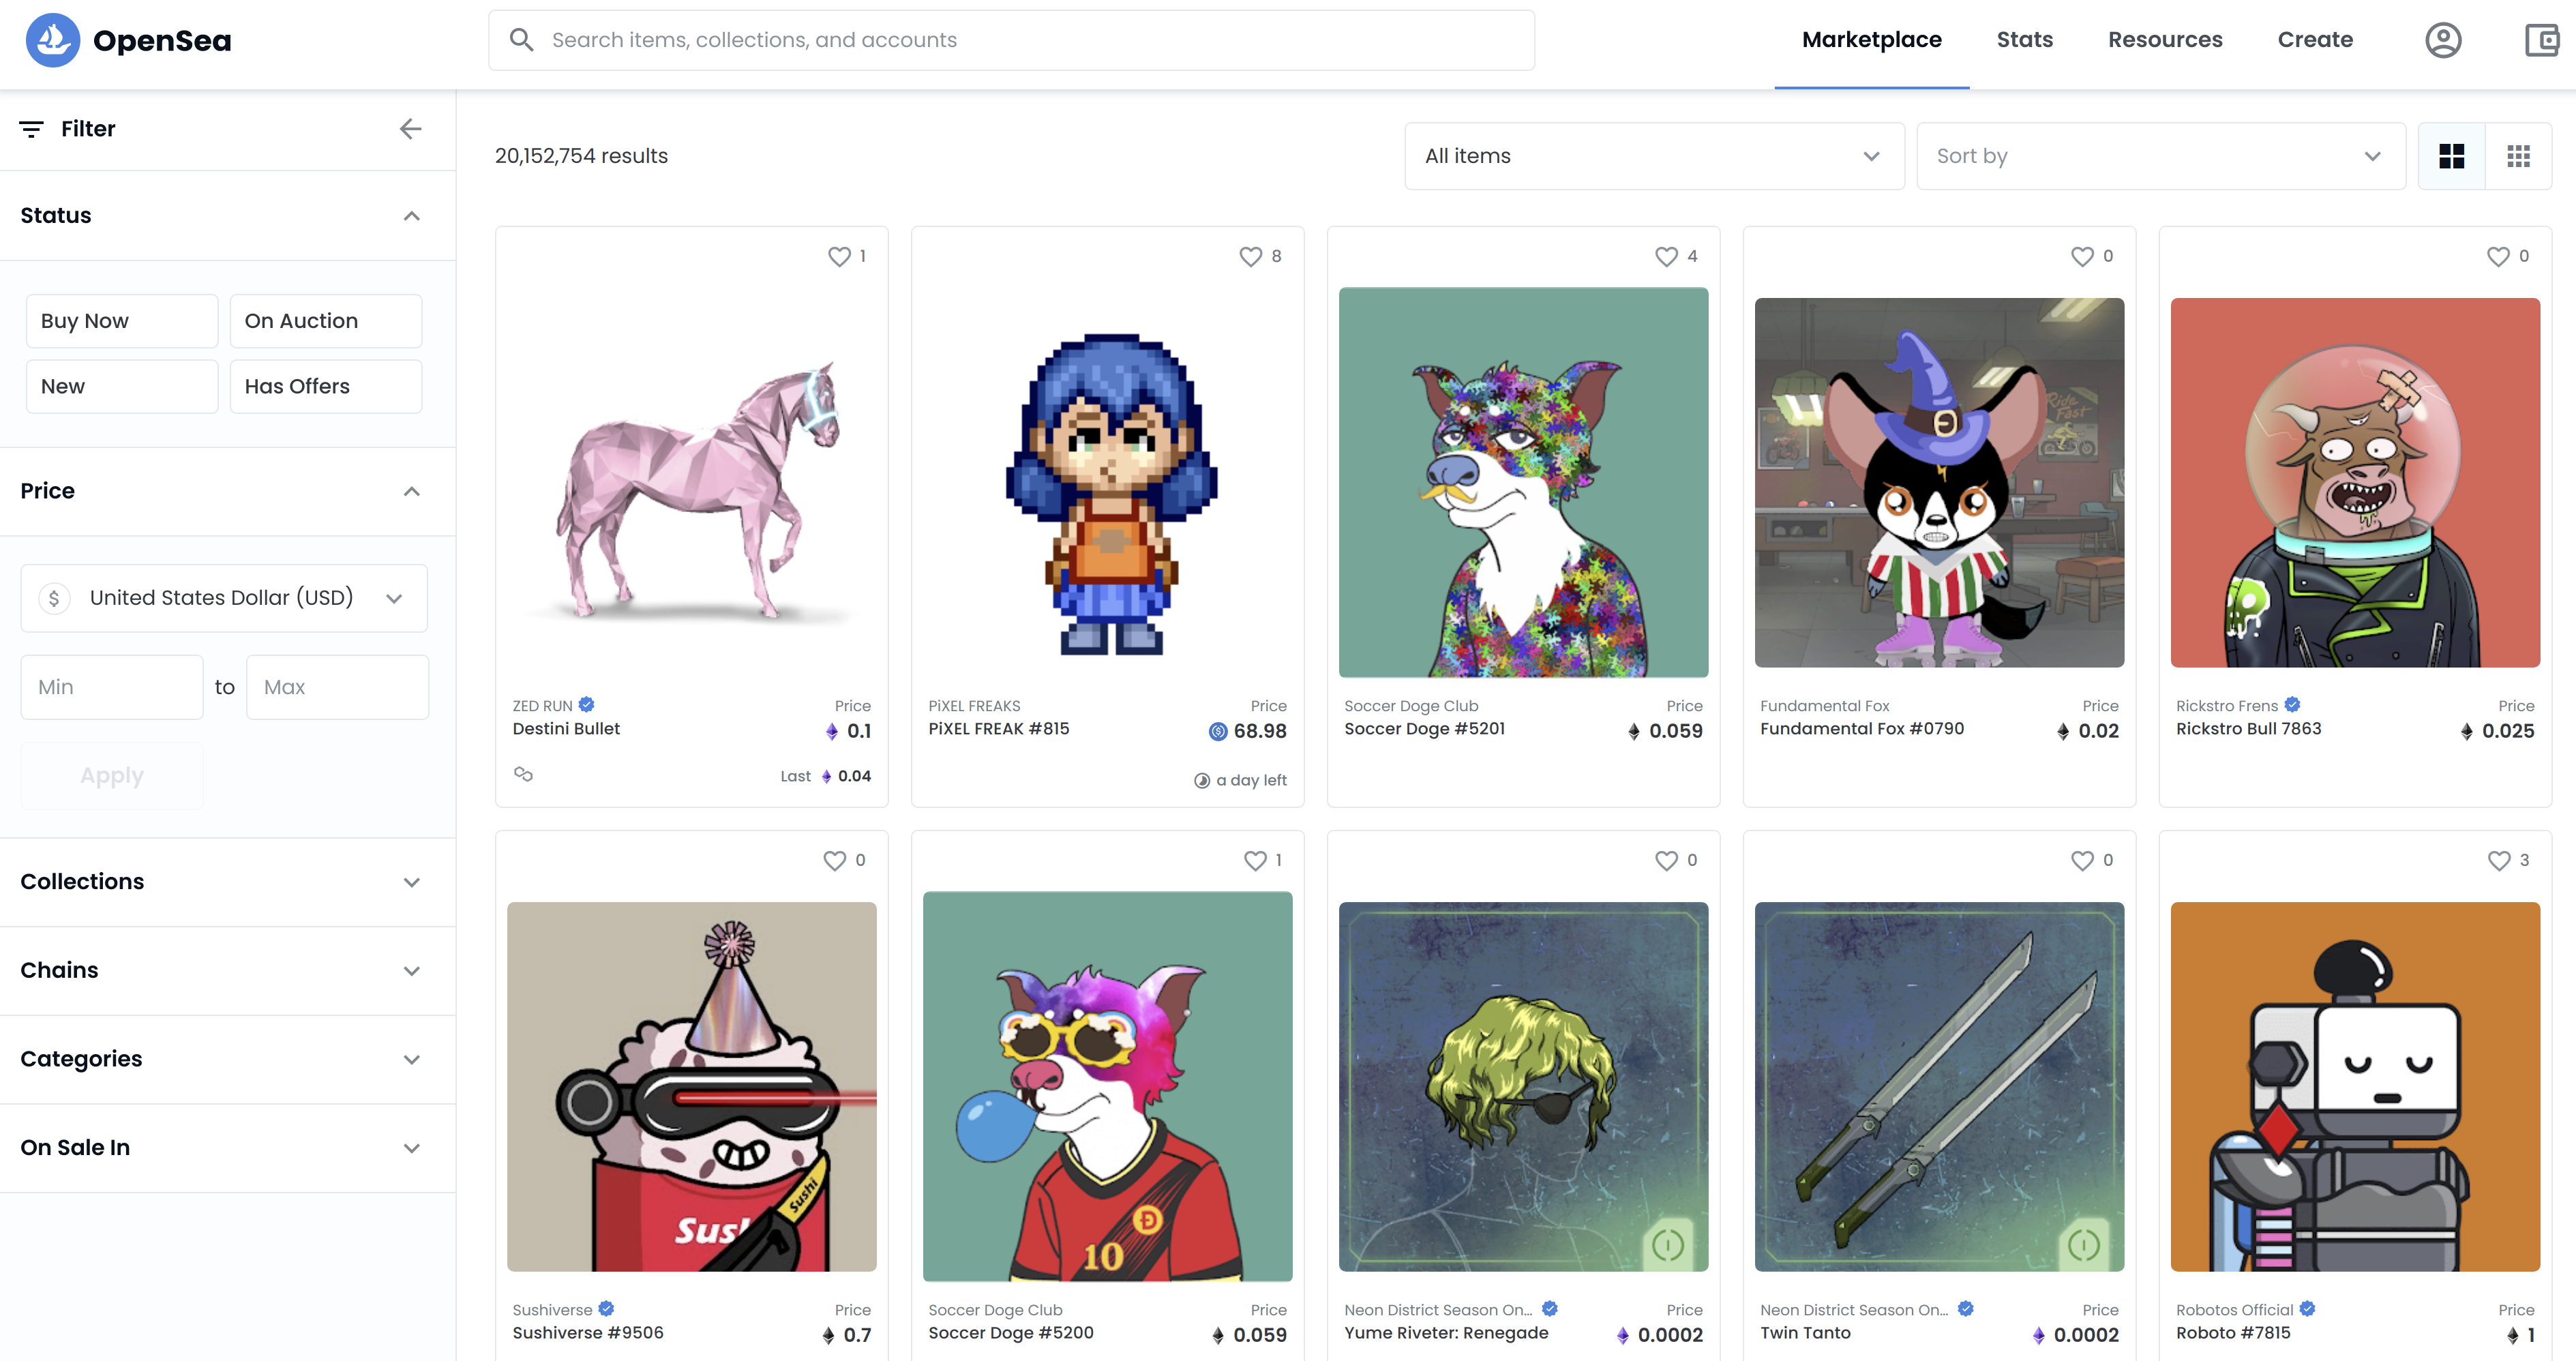 OpenSea
Search items, collections, and accounts
Marketplace
Stats
Resources
Create
Filter
Status
Buy Now
On Auction
New
Has Offers
Price
$
United States Dollar (USD)
Min
to
Max
Apply
Collections
Chains
Categories
On Sale In
20,152,754 results
All items
Sort by
1
ZED RUN
Price
Destini Bullet
0.1
Last 0.04
8
PiXEL FREAKS
Price
PiXEL FREAK #815
68.98
a day left
4
Soccer Doge Club
Price
Soccer Doge #5201
0.059
0
Ride
Fast
Fundamental Fox
Price
Fundamental Fox #0790
0.02
0
Rickstro Frens
Price
Rickstro Bull 7863
0.025
0
Sushi
Sus
Sushiverse
Price
Sushiverse #9506
0.7
1
10
Soccer Doge Club
Price
Soccer Doge #5200
0.059
0
Neon District Season On...
Price
Yume Riveter: Renegade
0.0002
0
Neon District Season On...
Price
Twin Tanto
0.0002
3
Robotos Official
Price
Roboto #7815
1